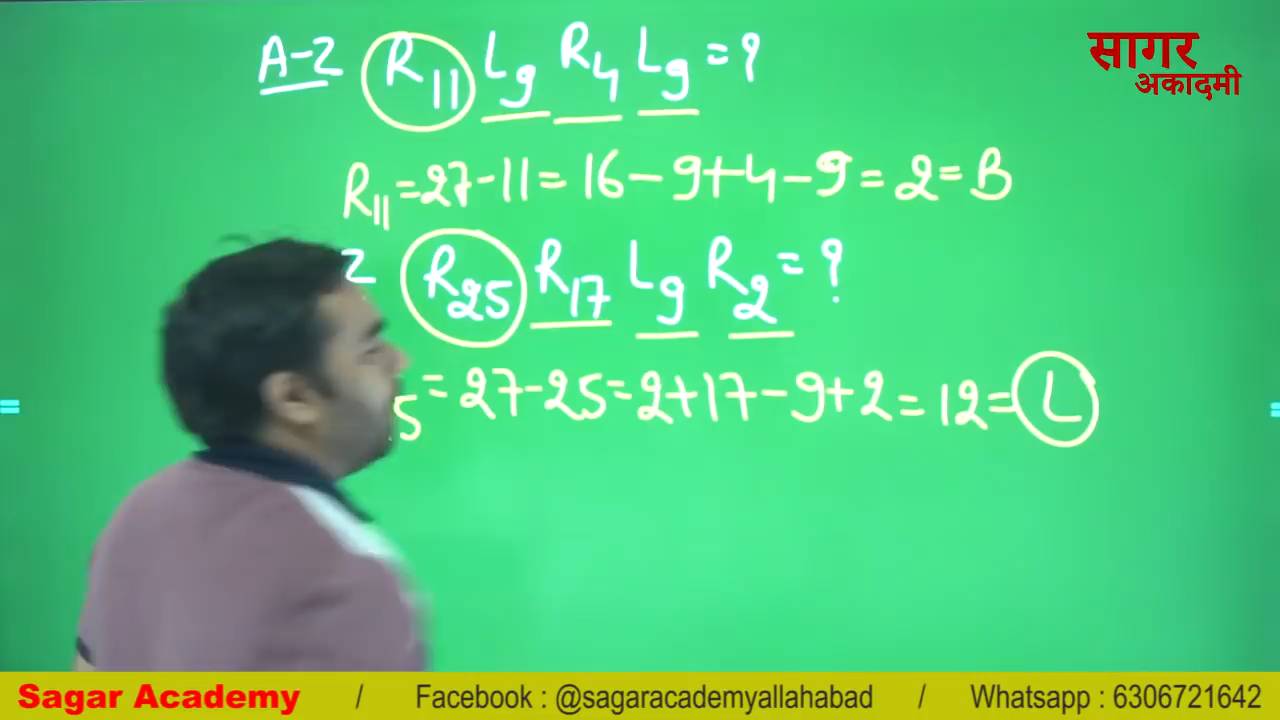 A-Z R11 L9 R4 L9 = ?
सागर
अकादमी
R11 = 27-11 = 16-9+4-9 = 2 = B
Z R25 R17 L9 R2 = ?
5 = 27-25 = 2+17-9+2 = 12 = L
Sagar Academy / Facebook : @sagaracademyallahabad / Whatsapp : 6306721642